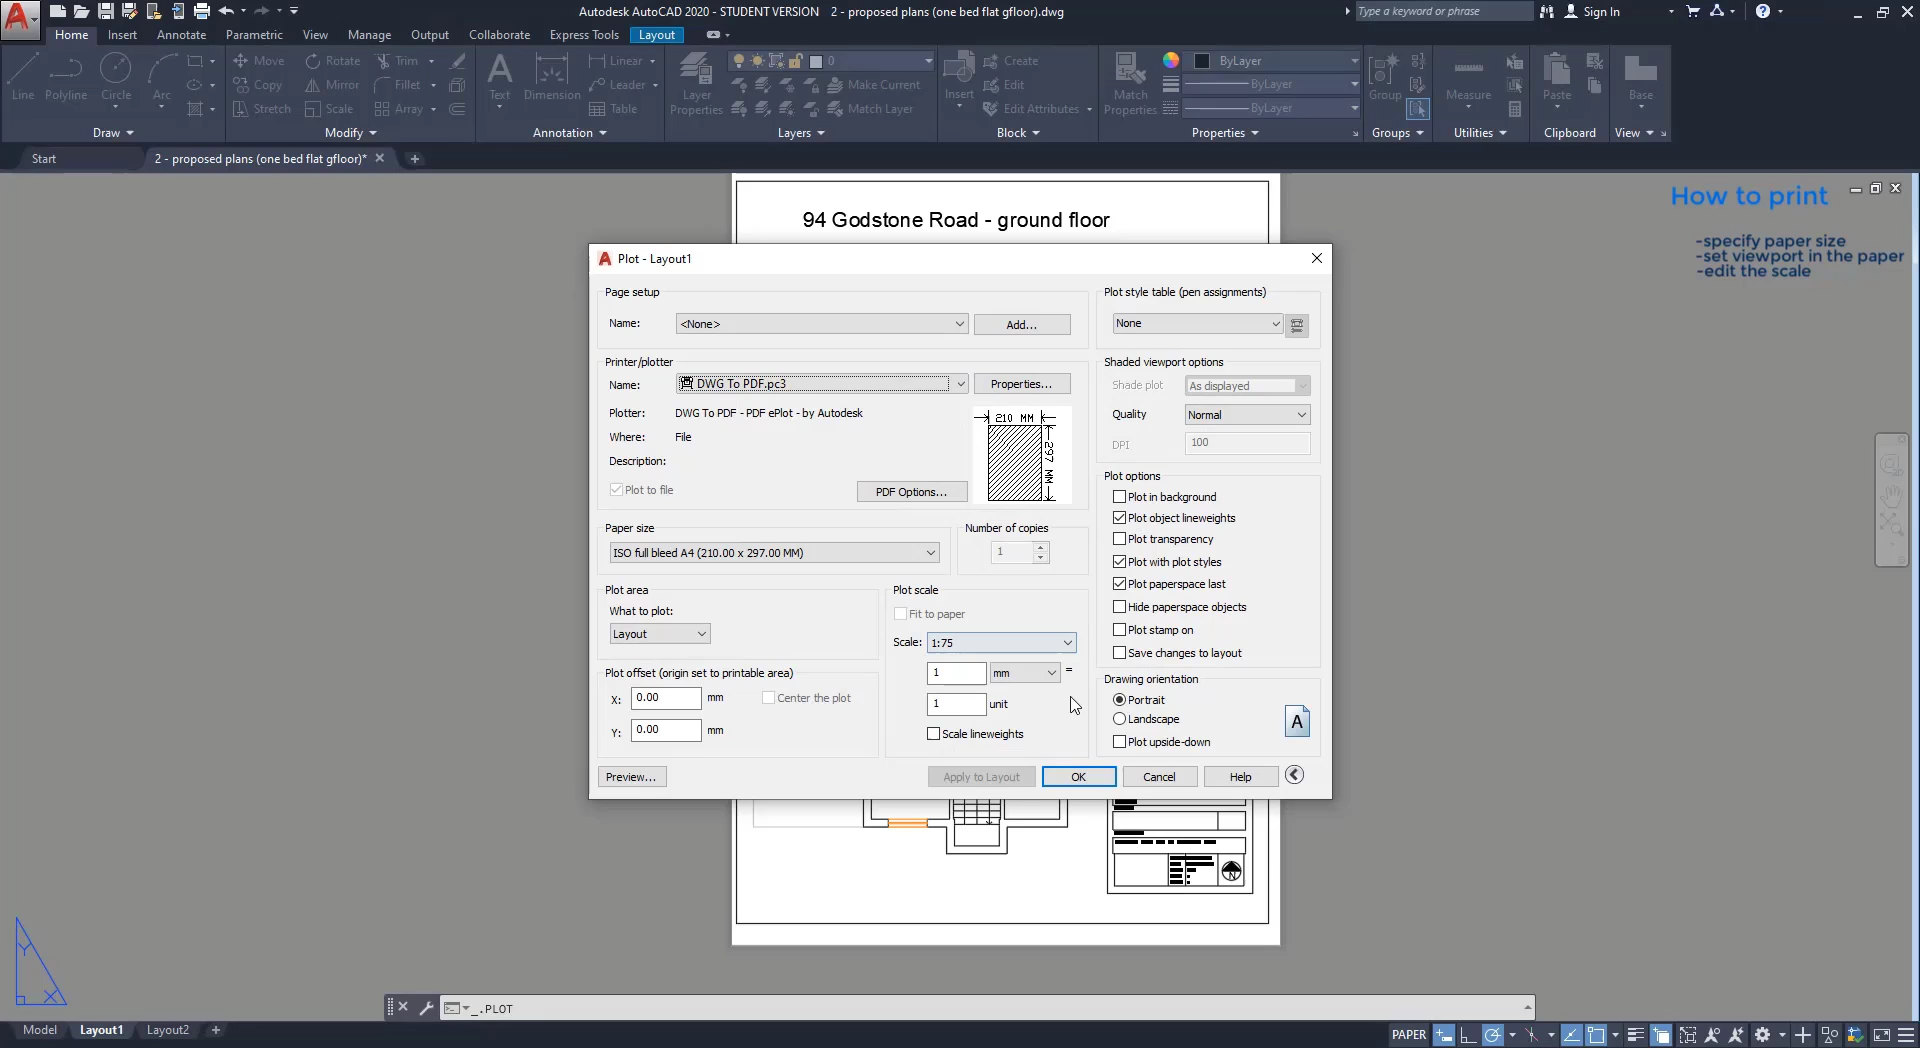 Autodesk AutoCAD 2020 - STUDENT VERSION 2 - proposed plans (one bed flat gfloor).dwg
Type a keyword or phrase
Sign In
Home Insert Annotate Parametric View Manage Output Collaborate Express Tools Layout
Line Polyline Circle Arc
Move Rotate Trim
Copy Mirror Fillet
Stretch Scale Array
Text Dimension
Linear
Leader
Table
Layer Properties
0
Make Current
Match Layer
Insert
Create
Edit
Edit Attributes
Match Properties
ByLayer
ByLayer
ByLayer
Group
Measure
Paste
Base
Draw Modify Annotation Layers Block Properties Groups Utilities Clipboard View
Start 2 - proposed plans (one bed flat gfloor)*
94 Godstone Road - ground floor
How to print
-specify paper size
-set viewport in the paper
-edit the scale
Plot - Layout1
Page setup
Name: <None> Add...
Printer/plotter
Name: DWG To PDF.pc3 Properties...
Plotter: DWG To PDF - PDF ePlot - by Autodesk
Where: File
Description:
Plot to file
PDF Options...
210 MM
297 MM
Paper size
ISO full bleed A4 (210.00 x 297.00 MM)
Number of copies
1
Plot area
What to plot:
Layout
Plot offset (origin set to printable area)
X: 0.00 mm
Center the plot
Y: 0.00 mm
Plot scale
Fit to paper
Scale: 1:75
1 mm =
1 unit
Scale lineweights
Plot style table (pen assignments)
None
Shaded viewport options
Shade plot As displayed
Quality Normal
DPI 100
Plot options
Plot in background
Plot object lineweights
Plot transparency
Plot with plot styles
Plot paperspace last
Hide paperspace objects
Plot stamp on
Save changes to layout
Drawing orientation
Portrait
Landscape
Plot upside-down
A
Preview... Apply to Layout OK Cancel Help
N
Y
X
_.PLOT
Model Layout1 Layout2
PAPER